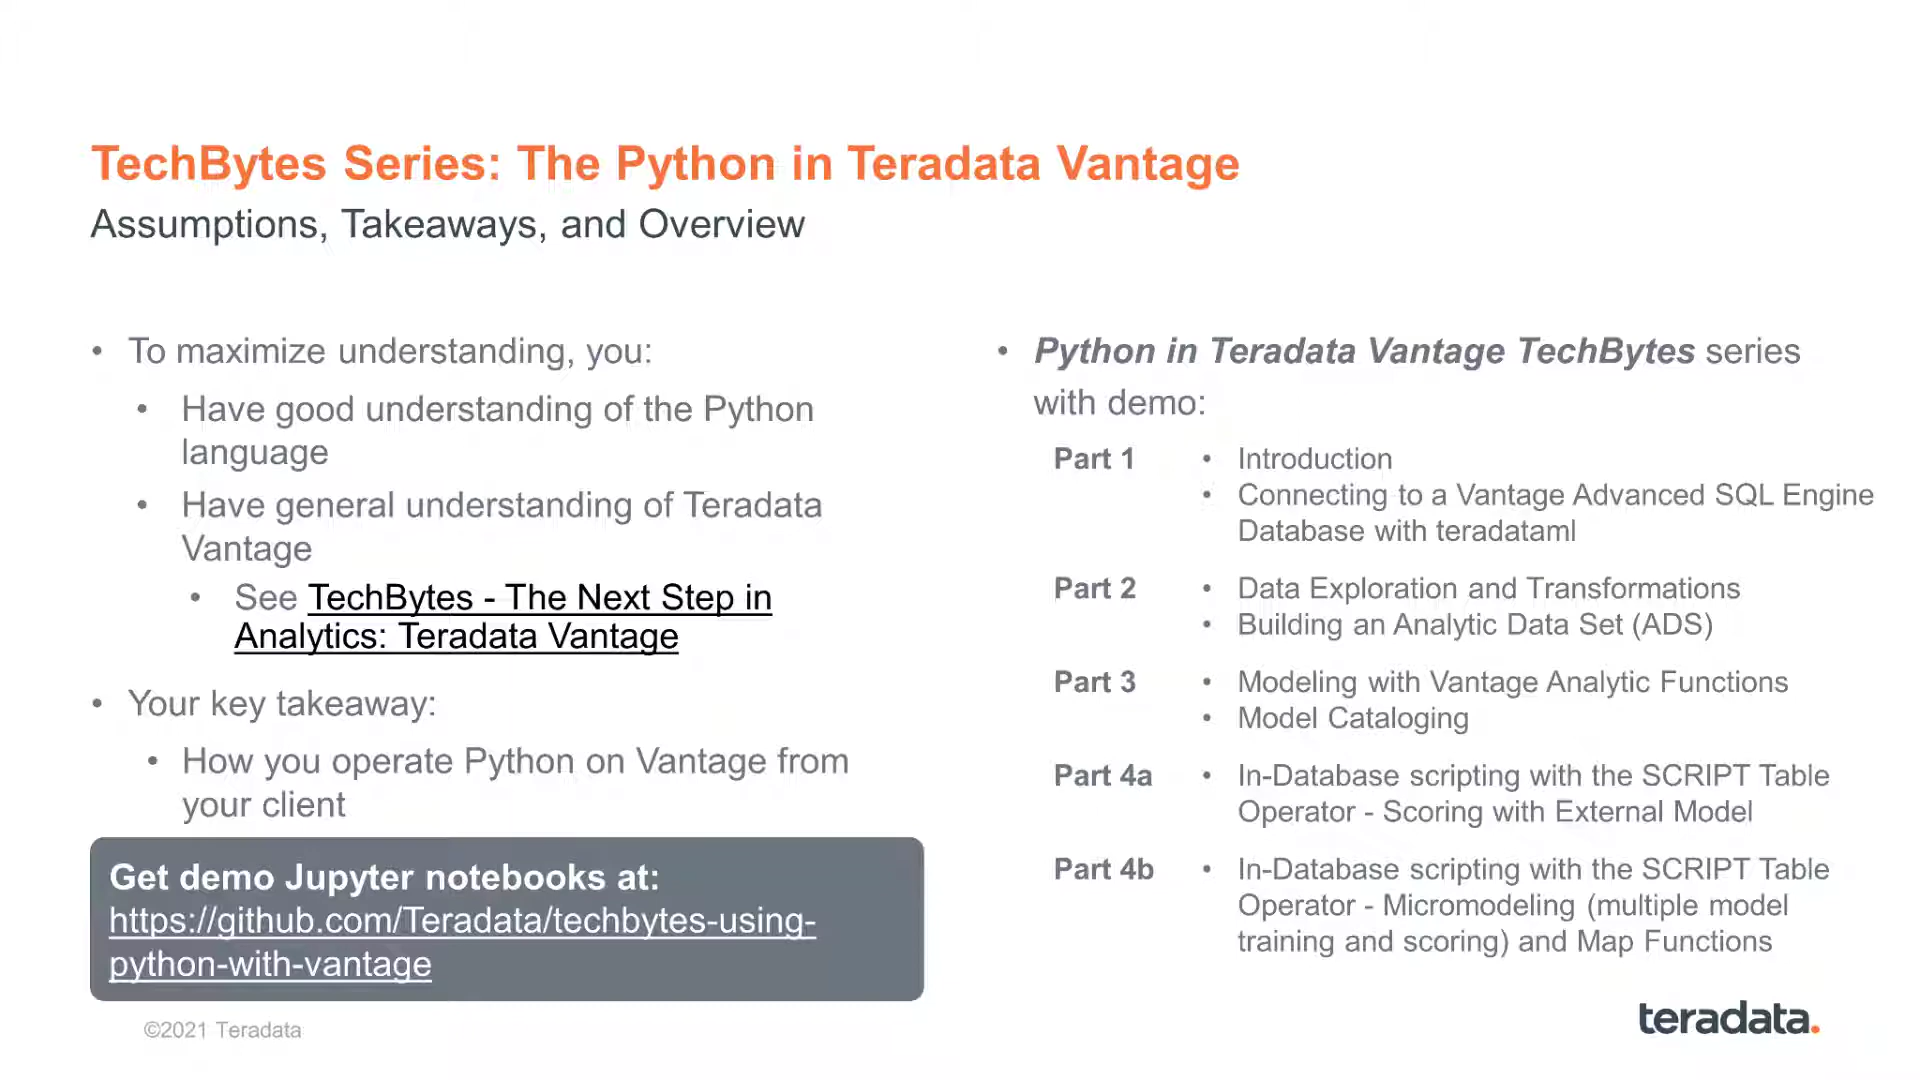 TechBytes Series: The Python in Teradata Vantage
Assumptions, Takeaways, and Overview
• To maximize understanding, you:
• Have good understanding of the Python
language
• Have general understanding of Teradata
Vantage
• See TechBytes - The Next Step in
Analytics: Teradata Vantage
• Your key takeaway:
• How you operate Python on Vantage from
your client
Get demo Jupyter notebooks at:
https://github.com/Teradata/techbytes-using-
python-with-vantage
• Python in Teradata Vantage TechBytes series
with demo:
Part 1 • Introduction
• Connecting to a Vantage Advanced SQL Engine
Database with teradataml
Part 2 • Data Exploration and Transformations
• Building an Analytic Data Set (ADS)
Part 3 • Modeling with Vantage Analytic Functions
• Model Cataloging
Part 4a • In-Database scripting with the SCRIPT Table
Operator - Scoring with External Model
Part 4b • In-Database scripting with the SCRIPT Table
Operator - Micromodeling (multiple model
training and scoring) and Map Functions
©2021 Teradata
teradata.